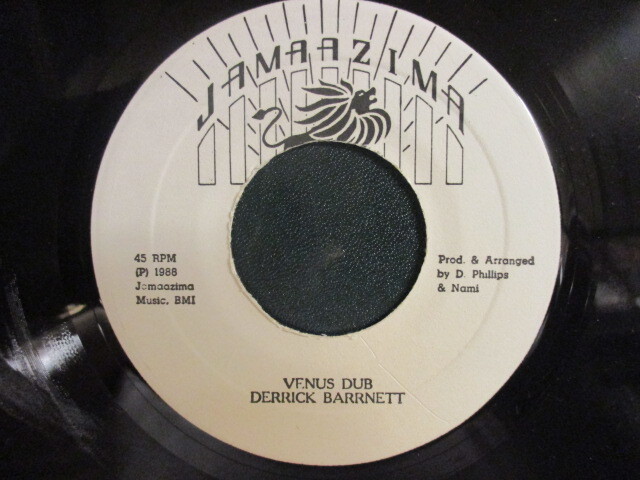 JAMAAZIMA
45 RPM
(P) 1988
Jamaazima
Music, BMI
Prod. & Arranged
by D. Phillips
& Nami
VENUS DUB
DERRICK BARRNETT